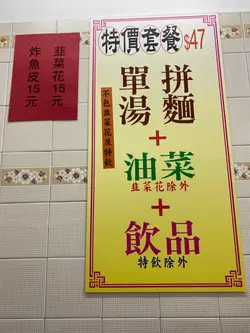 韭菜花15元
炸魚皮15元
特價套餐$47
拼麵
單湯
不包韭菜花及特飲
+
油菜
韭菜花除外
+
飲品
特飲除外